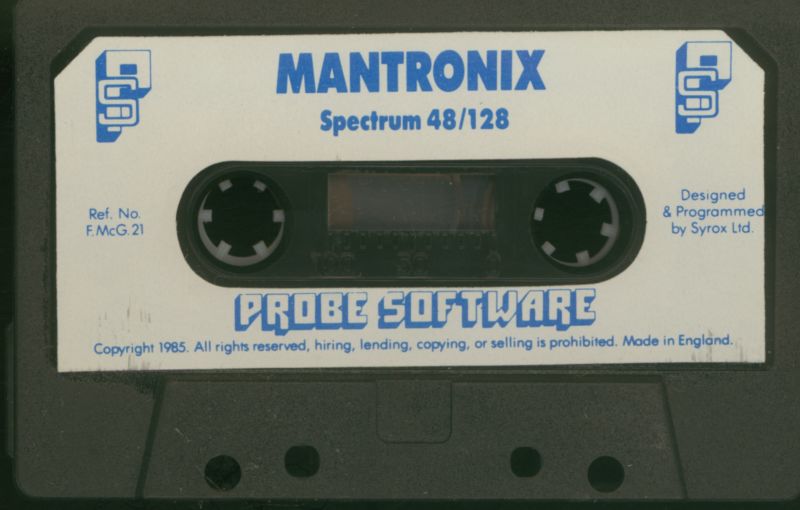 MANTRONIX
Spectrum 48/128
Ref. No.
F.McG.21
Designed
& Programmed
by Syrox Ltd.
PROBE SOFTWARE
Copyright 1985. All rights reserved, hiring, lending, copying, or selling is prohibited. Made in England.